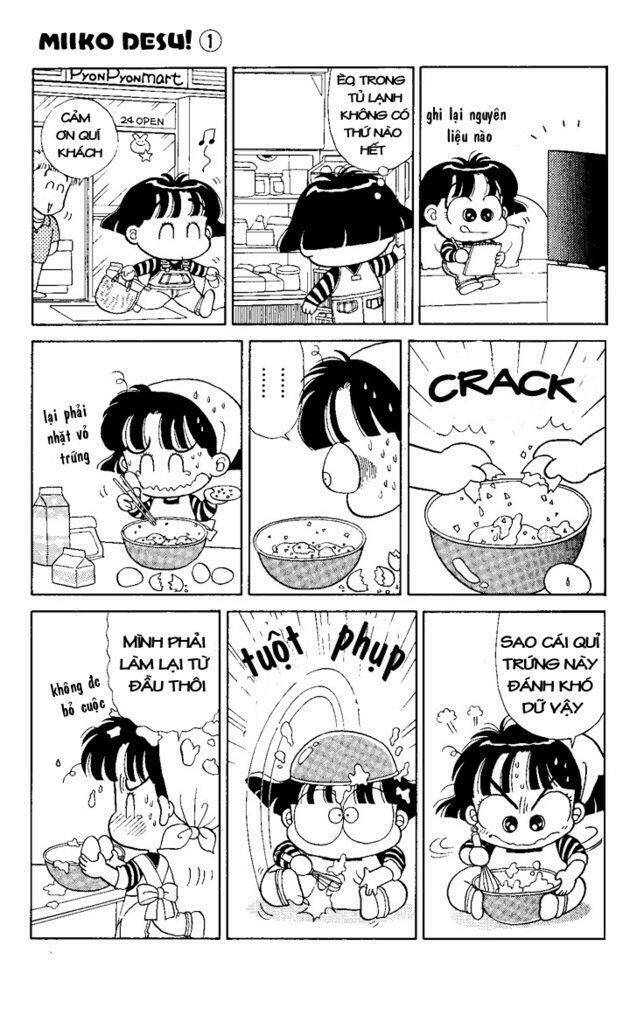 MIIKO DESU! ①
ghi lại nguyên
liệu nào
ÈO, TRONG
TỦ LẠNH
KHÔNG CÓ
THỨ NÀO
HẾT
PYONPYONMART
24 OPEN
CẢM
ƠN QUÍ
KHÁCH
CRACK
......
......
lại phải
nhặt vỏ
trứng
SAO CÁI QUỈ
TRỨNG NÀY
ĐÁNH KHÓ
DỮ VẬY
tuột phụp
MÌNH PHẢI
LÀM LẠI TỪ
ĐẦU THÔI
không đc
bỏ cuộc